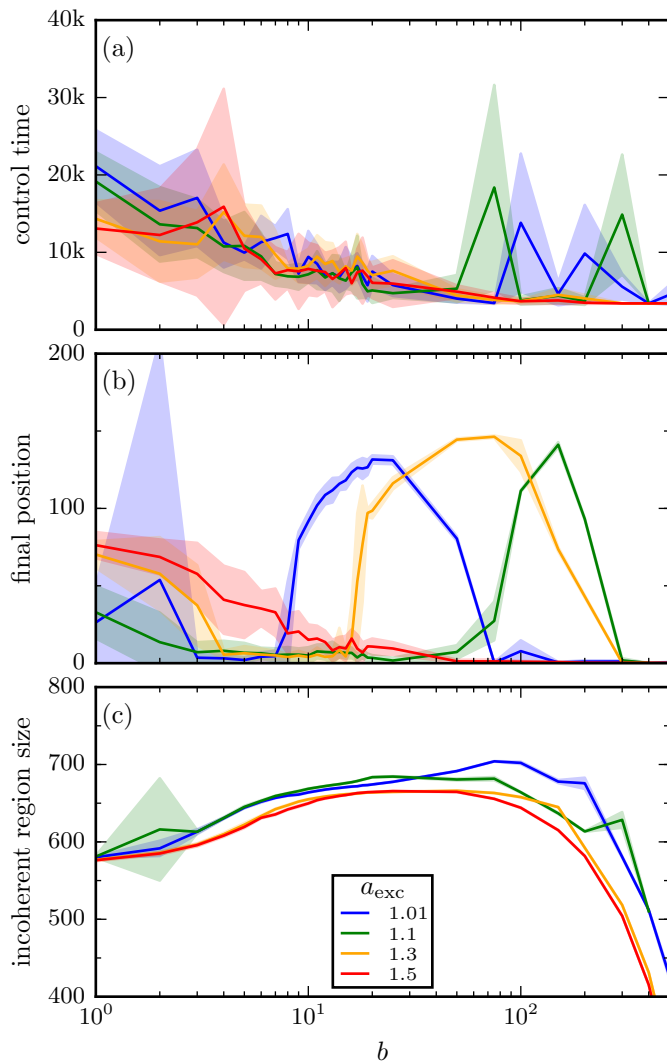 40k
(a)
30k
20k
10k
0
control time
200
(b)
100
0
final position
800
(c)
700
600
500
400
incoherent region size
a_exc
1.01
1.1
1.3
1.5
10^0
10^1
10^2
b